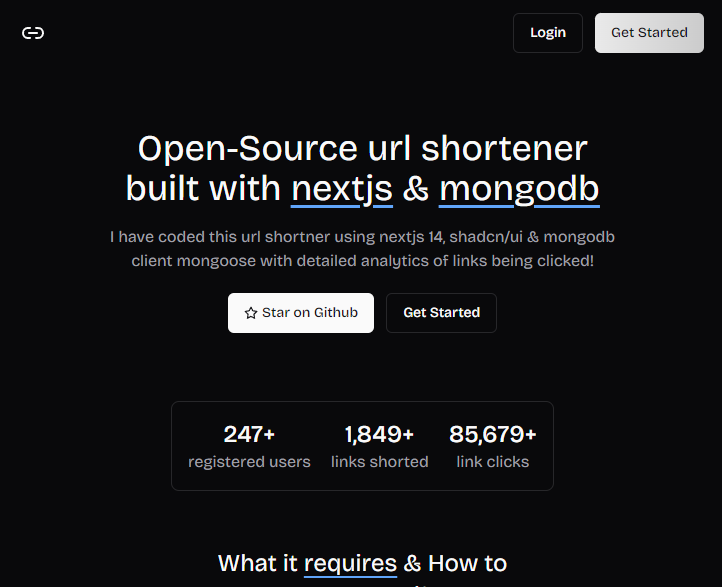 Login
Get Started
Open-Source url shortener
built with nextjs & mongodb
I have coded this url shortner using nextjs 14, shadcn/ui & mongodb
client mongoose with detailed analytics of links being clicked!
Star on Github
Get Started
247+
1,849+
85,679+
registered users
links shorted
link clicks
What it requires & How to